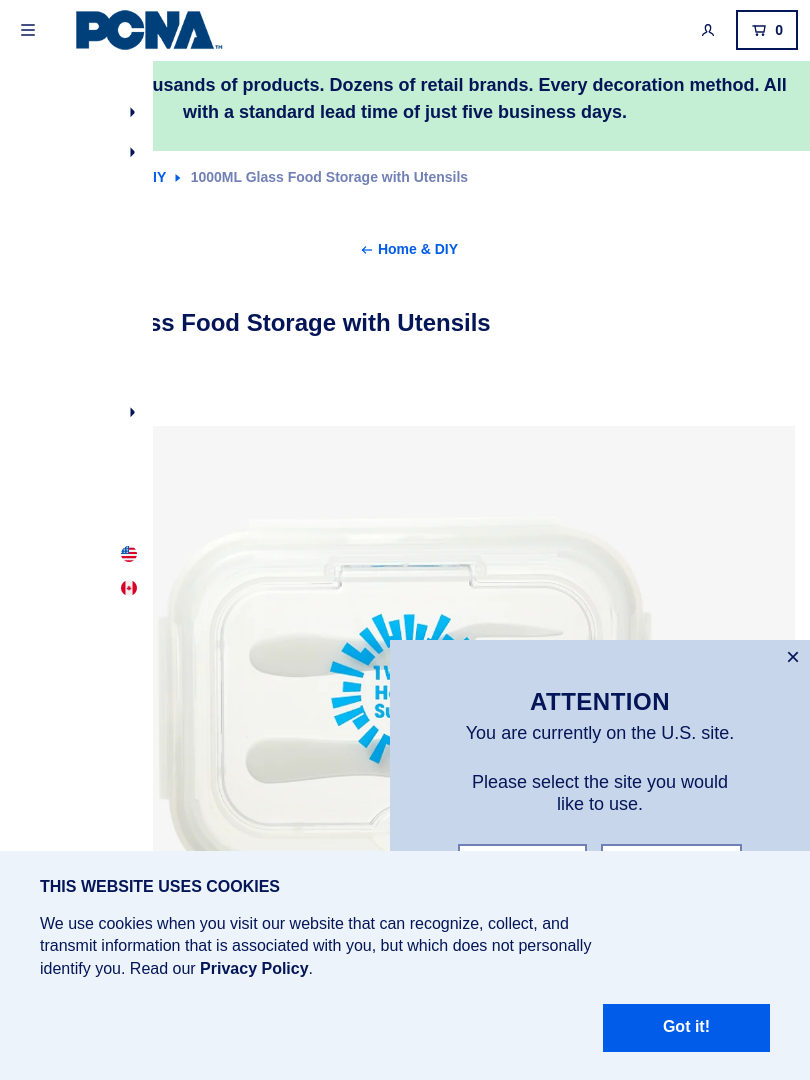 PCNA™
0
usands of products. Dozens of retail brands. Every decoration method. All
with a standard lead time of just five business days.
IY 1000ML Glass Food Storage with Utensils
Home & DIY
ss Food Storage with Utensils
ATTENTION
You are currently on the U.S. site.
Please select the site you would
like to use.
THIS WEBSITE USES COOKIES
We use cookies when you visit our website that can recognize, collect, and
transmit information that is associated with you, but which does not personally
identify you. Read our Privacy Policy.
Got it!